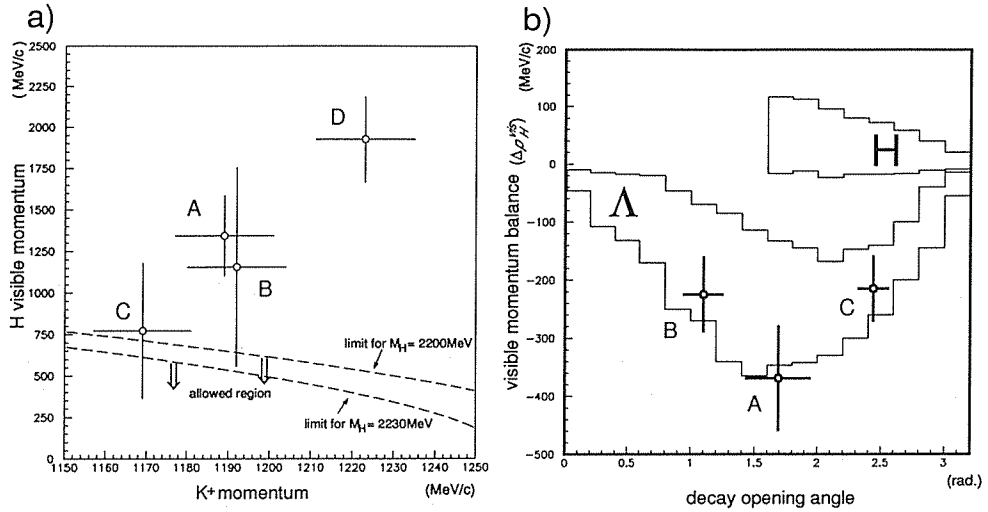 a)
H visible momentum (MeV/c)
2500
2250
2000
1750
1500
1250
1000
750
500
250
0
D
A
B
C
limit for M_H = 2200MeV
allowed region
limit for M_H = 2230MeV
1150 1160 1170 1180 1190 1200 1210 1220 1230 1240 1250
K+ momentum (MeV/c)
b)
visible momentum balance (Δp_H^vis) (MeV/c)
200
100
0
−100
−200
−300
−400
−500
H
Λ
B
C
A
0 0.5 1 1.5 2 2.5 3
(rad.)
decay opening angle